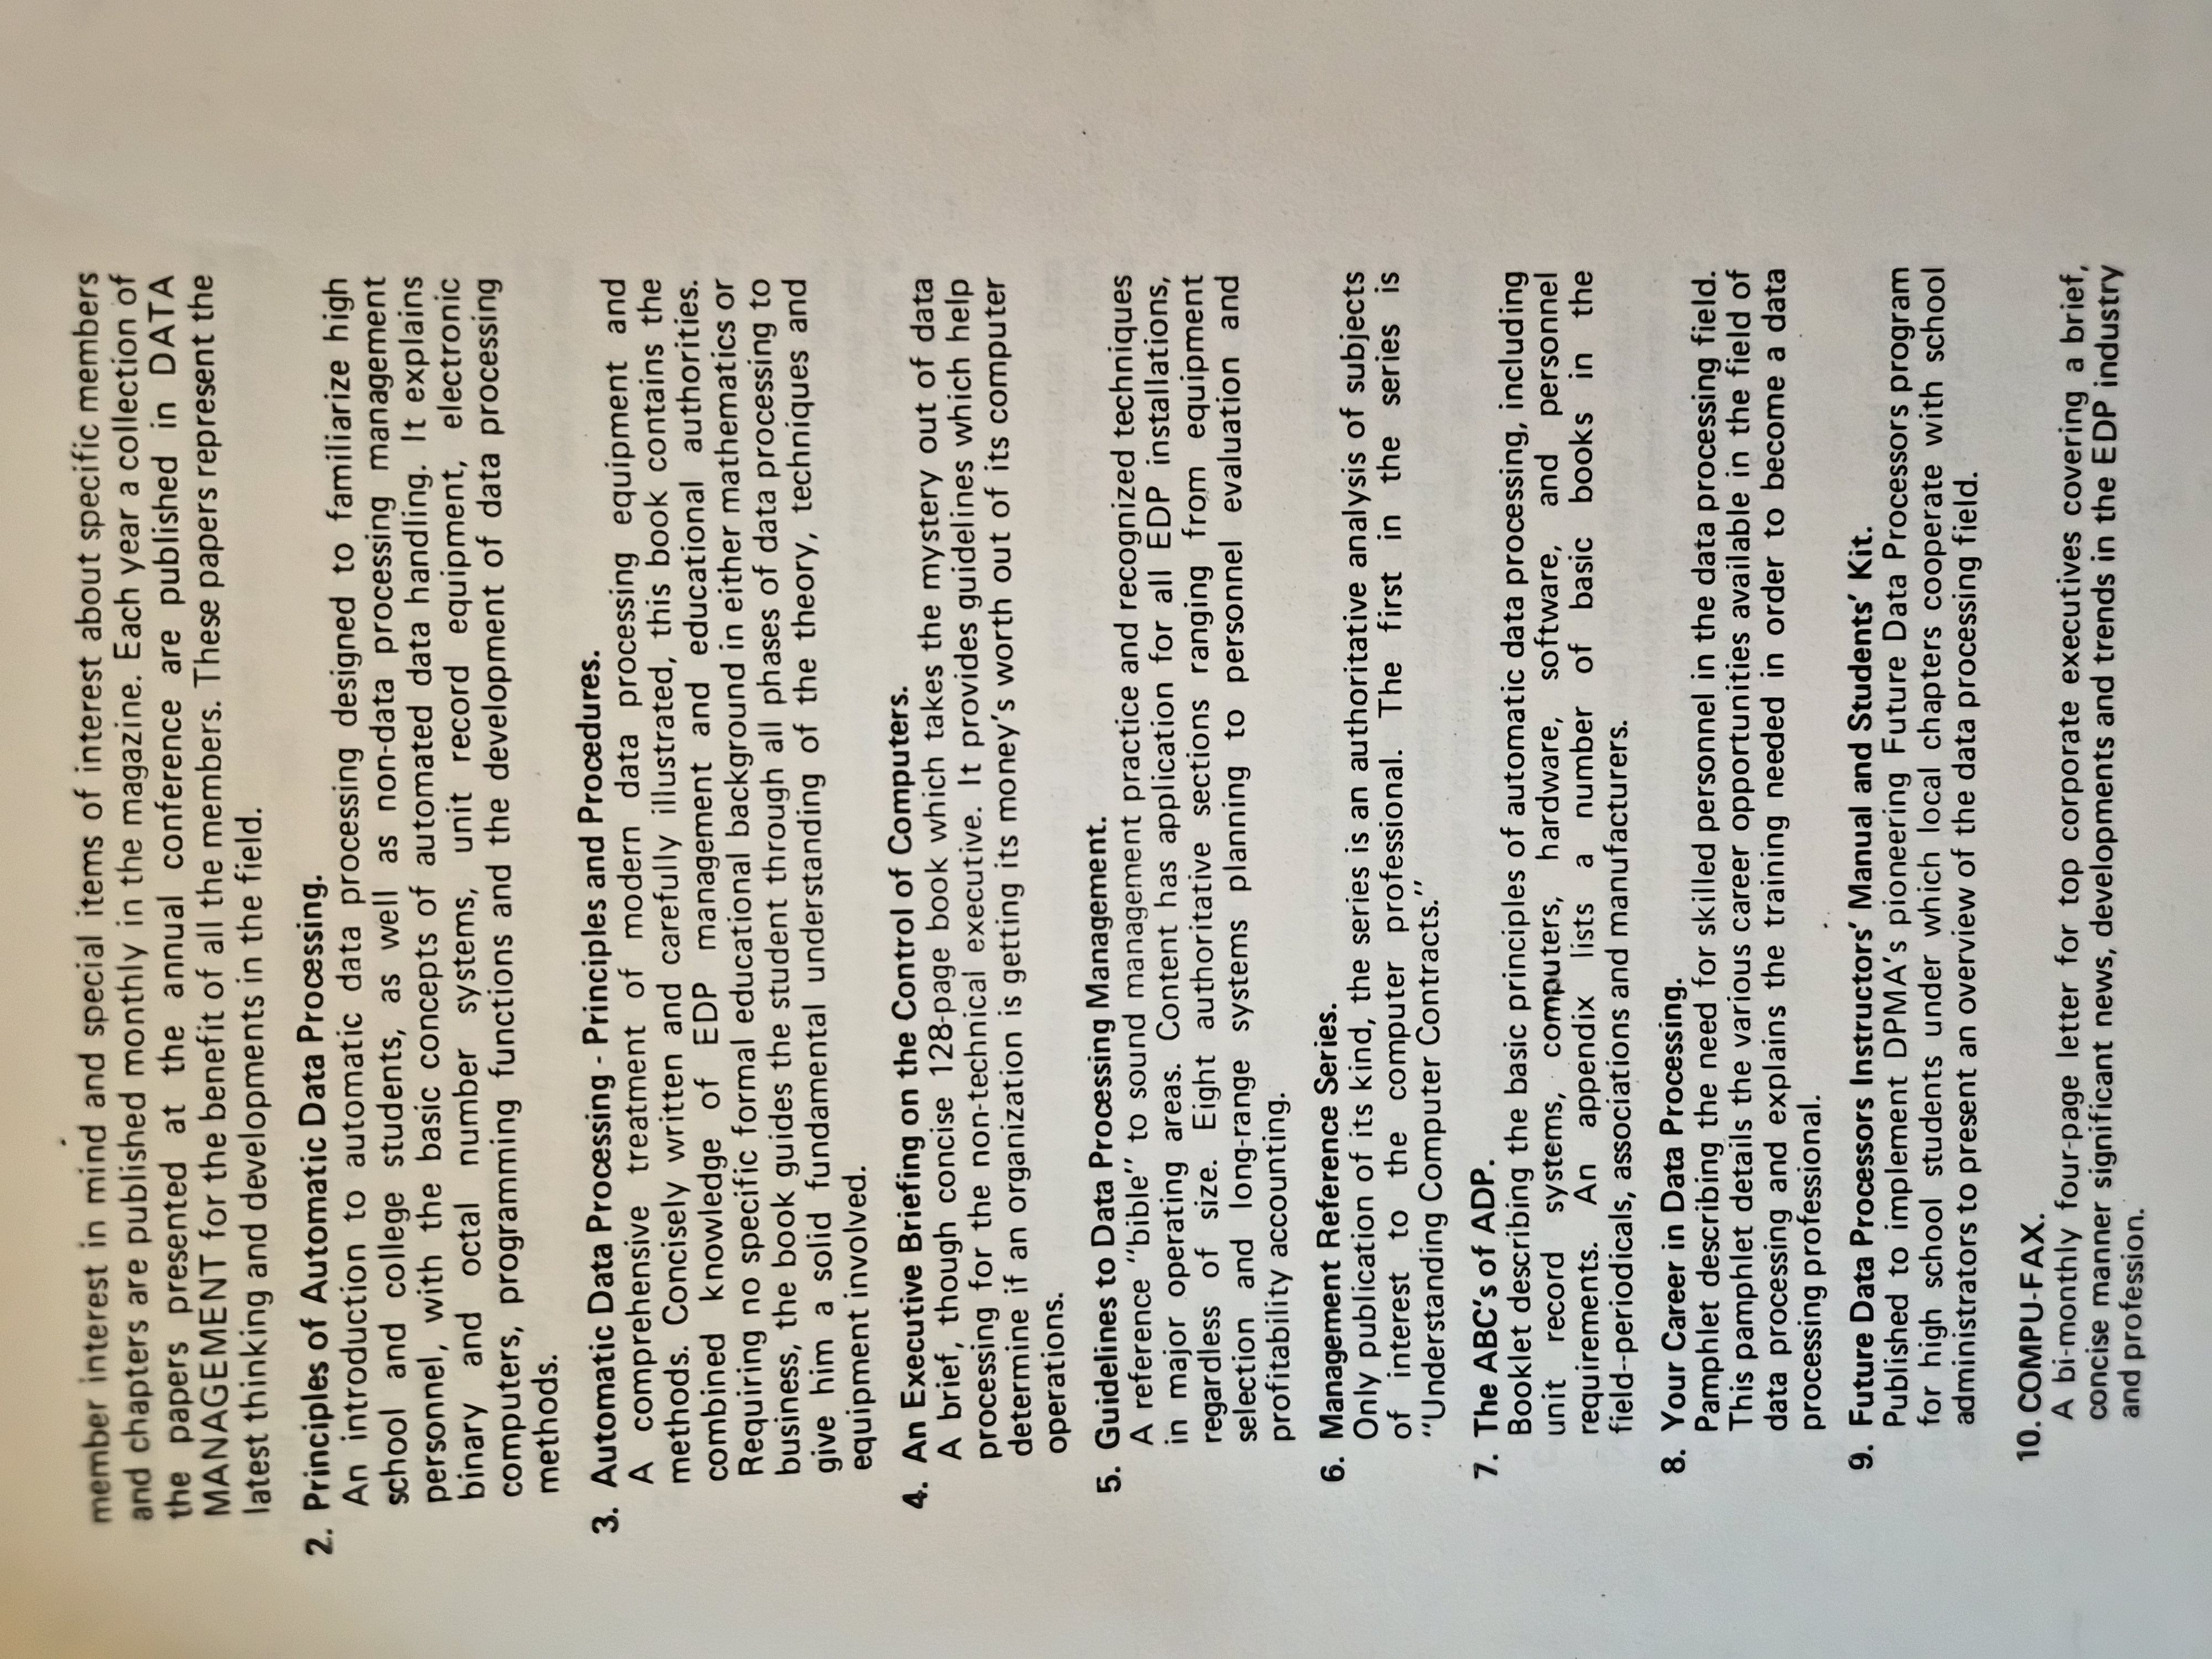 member interest in mind and special items of interest about specific members
and chapters are published monthly in the magazine. Each year a collection of
the papers presented at the annual conference are published in DATA
MANAGEMENT for the benefit of all the members. These papers represent the
latest thinking and developments in the field.
2. Principles of Automatic Data Processing.
An introduction to automatic data processing designed to familiarize high
school and college students, as well as non-data processing management
personnel, with the basic concepts of automated data handling. It explains
binary and octal number systems, unit record equipment, electronic
computers, programming functions and the development of data processing
methods.
3. Automatic Data Processing - Principles and Procedures.
A comprehensive treatment of modern data processing equipment and
methods. Concisely written and carefully illustrated, this book contains the
combined knowledge of EDP management and educational authorities.
Requiring no specific formal educational background in either mathematics or
business, the book guides the student through all phases of data processing to
give him a solid fundamental understanding of the theory, techniques and
equipment involved.
4. An Executive Briefing on the Control of Computers.
A brief, though concise 128-page book which takes the mystery out of data
processing for the non-technical executive. It provides guidelines which help
determine if an organization is getting its money's worth out of its computer
operations.
5. Guidelines to Data Processing Management.
A reference "bible" to sound management practice and recognized techniques
in major operating areas. Content has application for all EDP installations,
regardless of size. Eight authoritative sections ranging from equipment
selection and long-range systems planning to personnel evaluation and
profitability accounting.
6. Management Reference Series.
Only publication of its kind, the series is an authoritative analysis of subjects
of interest to the computer professional. The first in the series is
"Understanding Computer Contracts."
7. The ABC's of ADP.
Booklet describing the basic principles of automatic data processing, including
unit record systems, computers, hardware, software, and personnel
requirements. An appendix lists a number of basic books in the
field--periodicals, associations and manufacturers.
8. Your Career in Data Processing.
Pamphlet describing the need for skilled personnel in the data processing field.
This pamphlet details the various career opportunities available in the field of
data processing and explains the training needed in order to become a data
processing professional.
9. Future Data Processors Instructors' Manual and Students' Kit.
Published to implement DPMA's pioneering Future Data Processors program
for high school students under which local chapters cooperate with school
administrators to present an overview of the data processing field.
10. COMPU-FAX.
A bi-monthly four-page letter for top corporate executives covering a brief,
concise manner significant news, developments and trends in the EDP industry
and profession.